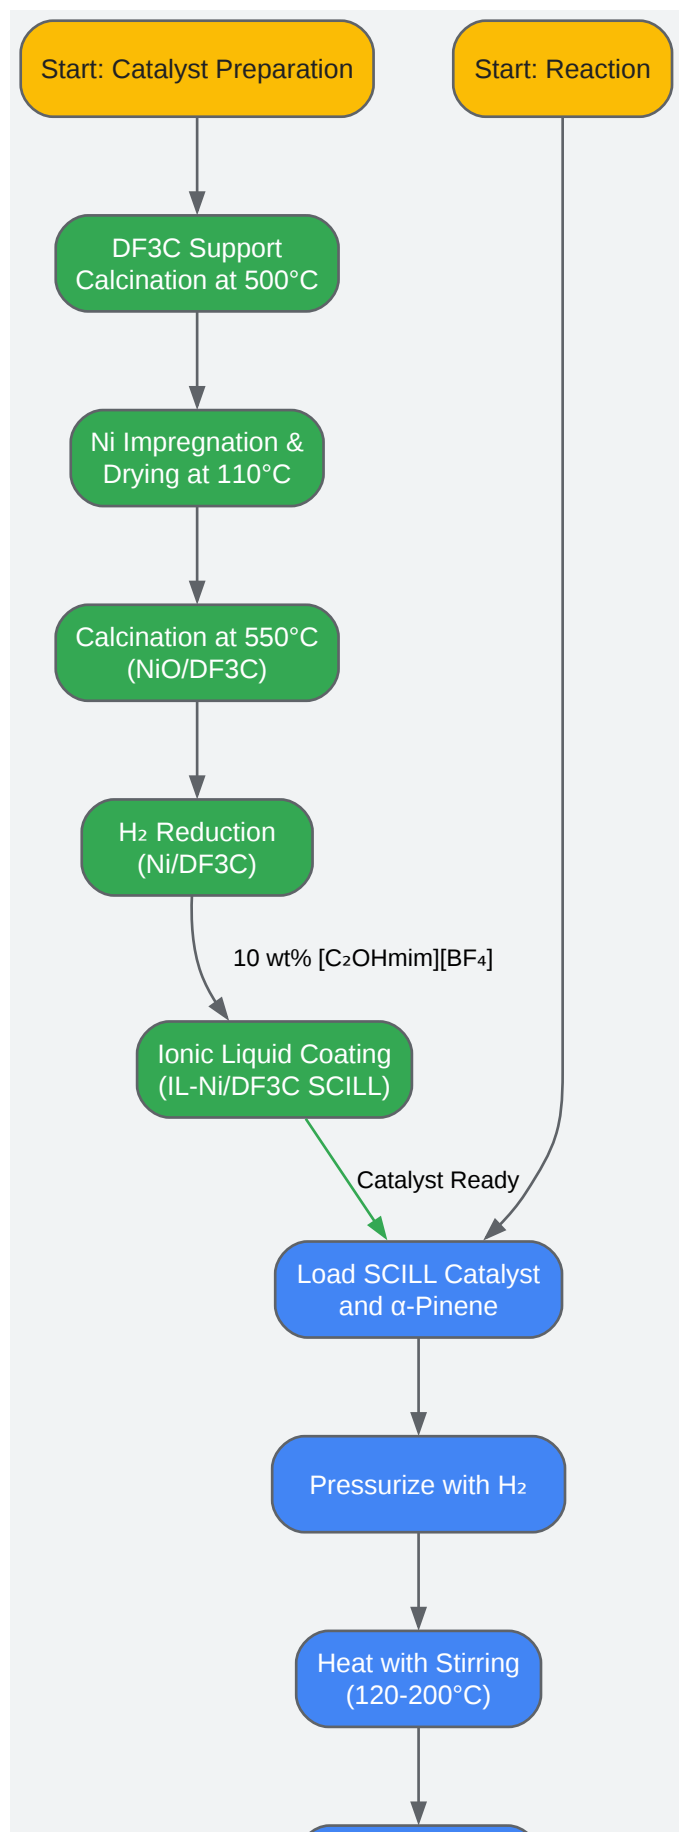 Start: Catalyst Preparation
Start: Reaction
DF3C Support
Calcination at 500°C
Ni Impregnation &
Drying at 110°C
Calcination at 550°C
(NiO/DF3C)
H₂ Reduction
(Ni/DF3C)
10 wt% [C₂OHmim][BF₄]
Ionic Liquid Coating
(IL-Ni/DF3C SCILL)
Catalyst Ready
Load SCILL Catalyst
and α-Pinene
Pressurize with H₂
Heat with Stirring
(120-200°C)